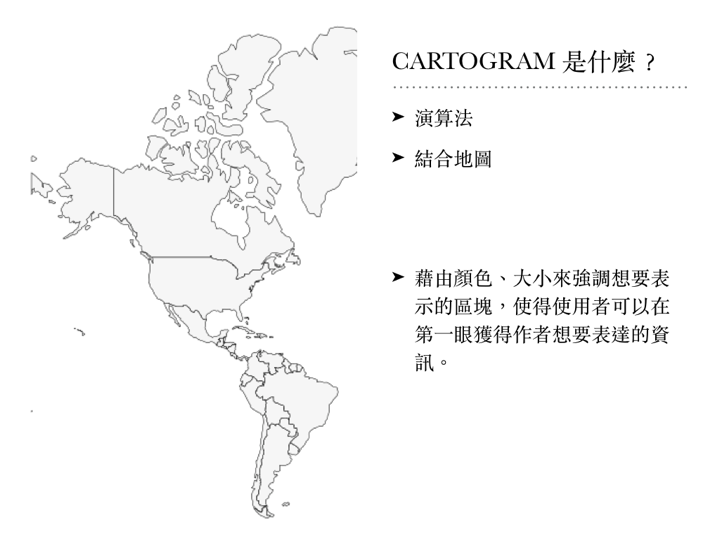 CARTOGRAM 是什麼？
演算法
結合地圖
藉由顏色、大小來強調想要表
示的區塊，使得使用者可以在
第一眼獲得作者想要表達的資
訊。